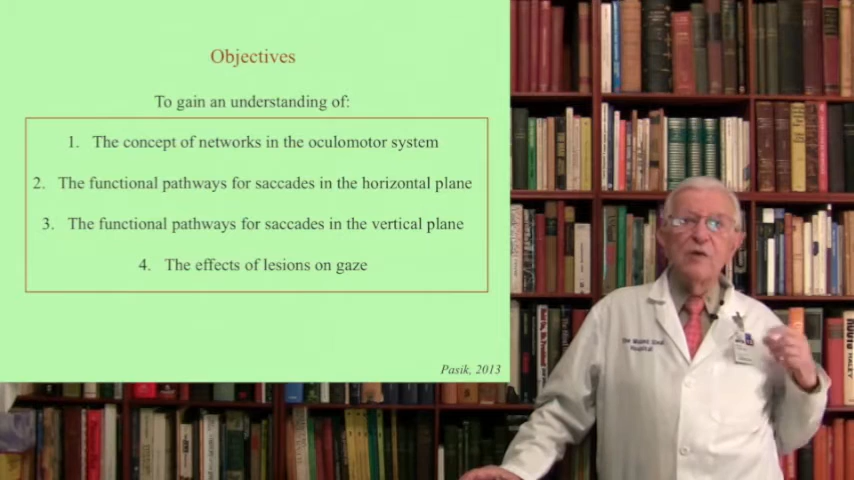 Objectives
To gain an understanding of:
1. The concept of networks in the oculomotor system
2. The functional pathways for saccades in the horizontal plane
3. The functional pathways for saccades in the vertical plane
4. The effects of lesions on gaze
Pasik, 2013
The Mount Sinai
Hospital
ROOTS
HALEY